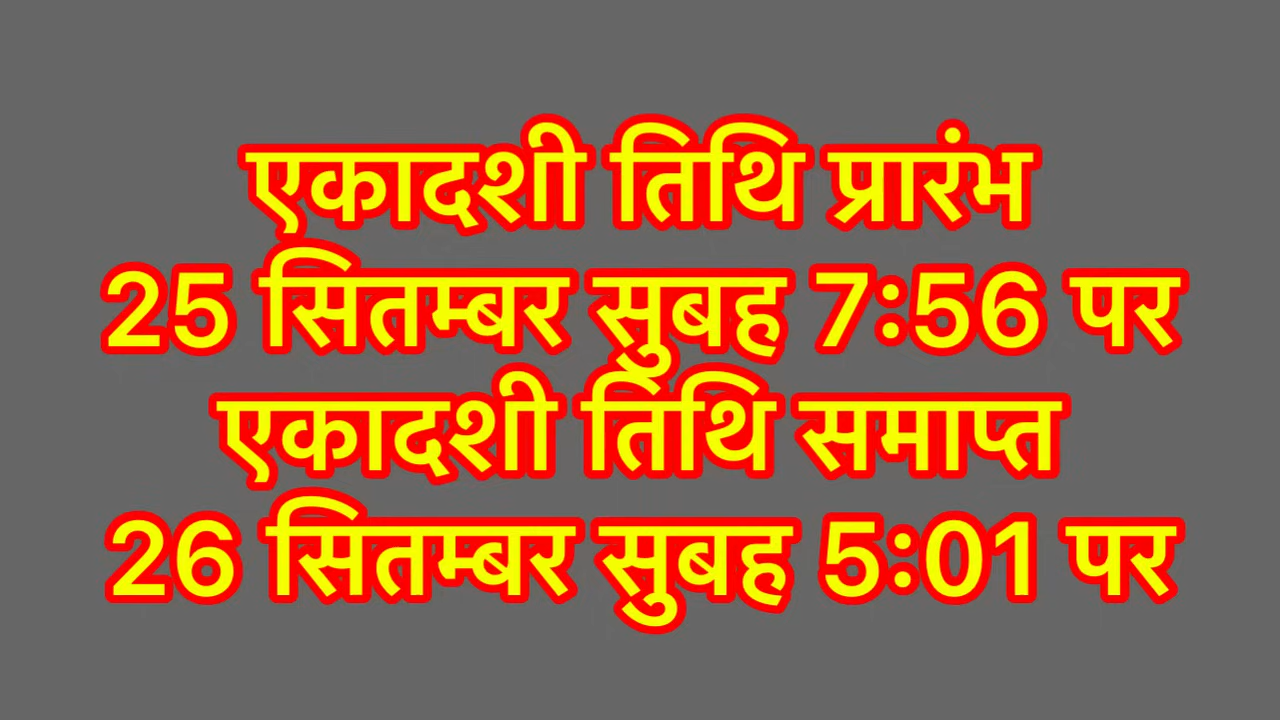 एकादशी तिथि प्रारंभ
25 सितम्बर सुबह 7:56 पर
एकादशी तिथि समाप्त
26 सितम्बर सुबह 5:01 पर